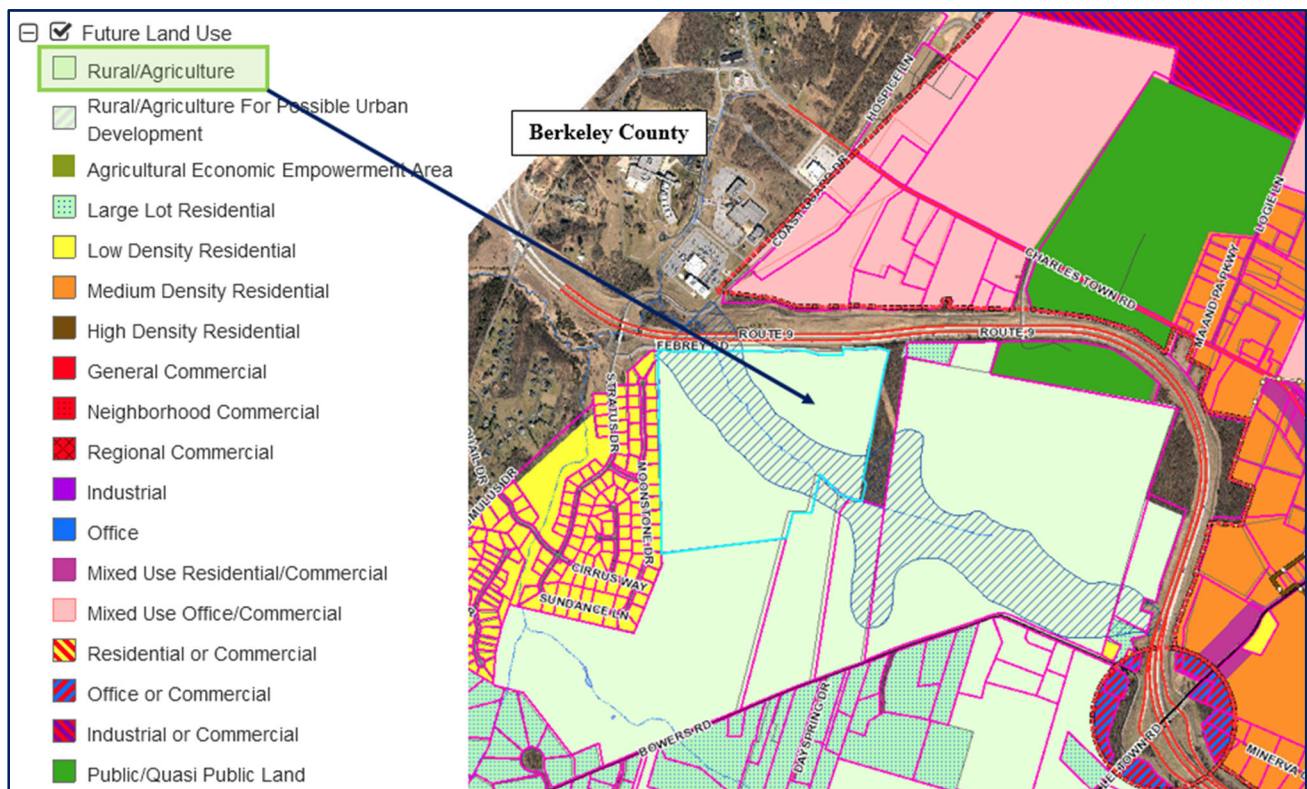 Future Land Use
Rural/Agriculture
Rural/Agriculture For Possible Urban
Development
Agricultural Economic Empowerment Area
Large Lot Residential
Low Density Residential
Medium Density Residential
High Density Residential
General Commercial
Neighborhood Commercial
Regional Commercial
Industrial
Office
Mixed Use Residential/Commercial
Mixed Use Office/Commercial
Residential or Commercial
Office or Commercial
Industrial or Commercial
Public/Quasi Public Land
Berkeley County
HOSPICE LN
COAST GUARD DR
CHARLES TOWN RD
LOGIE LN
MA AND PA PKWY
ROUTE 9
ROUTE 9
FEBREY RD
STRATUS DR
MOONSTONE DR
CIRRUS WAY
SUNDANCE LN
BOWERS RD
DAYSPRING DR
MINERVA